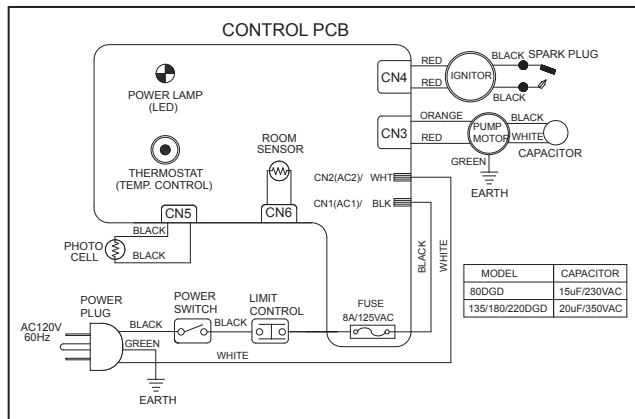 CONTROL PCB
POWER LAMP
(LED)
THERMOSTAT
(TEMP. CONTROL)
ROOM
SENSOR
CN4
RED
RED
IGNITOR
BLACK
BLACK
SPARK PLUG
CN3
ORANGE
RED
PUMP
MOTOR
BLACK
WHITE
CAPACITOR
GREEN
EARTH
CN2(AC2)/ WHT
CN1(AC1)/ BLK
CN5
CN6
BLACK
BLACK
PHOTO
CELL
BLACK
WHITE
MODEL CAPACITOR
80DGD 15uF/230VAC
135/180/220DGD 20uF/350VAC
POWER
PLUG
AC120V
60Hz
BLACK
GREEN
POWER
SWITCH
BLACK
LIMIT
CONTROL
FUSE
8A/125VAC
WHITE
EARTH